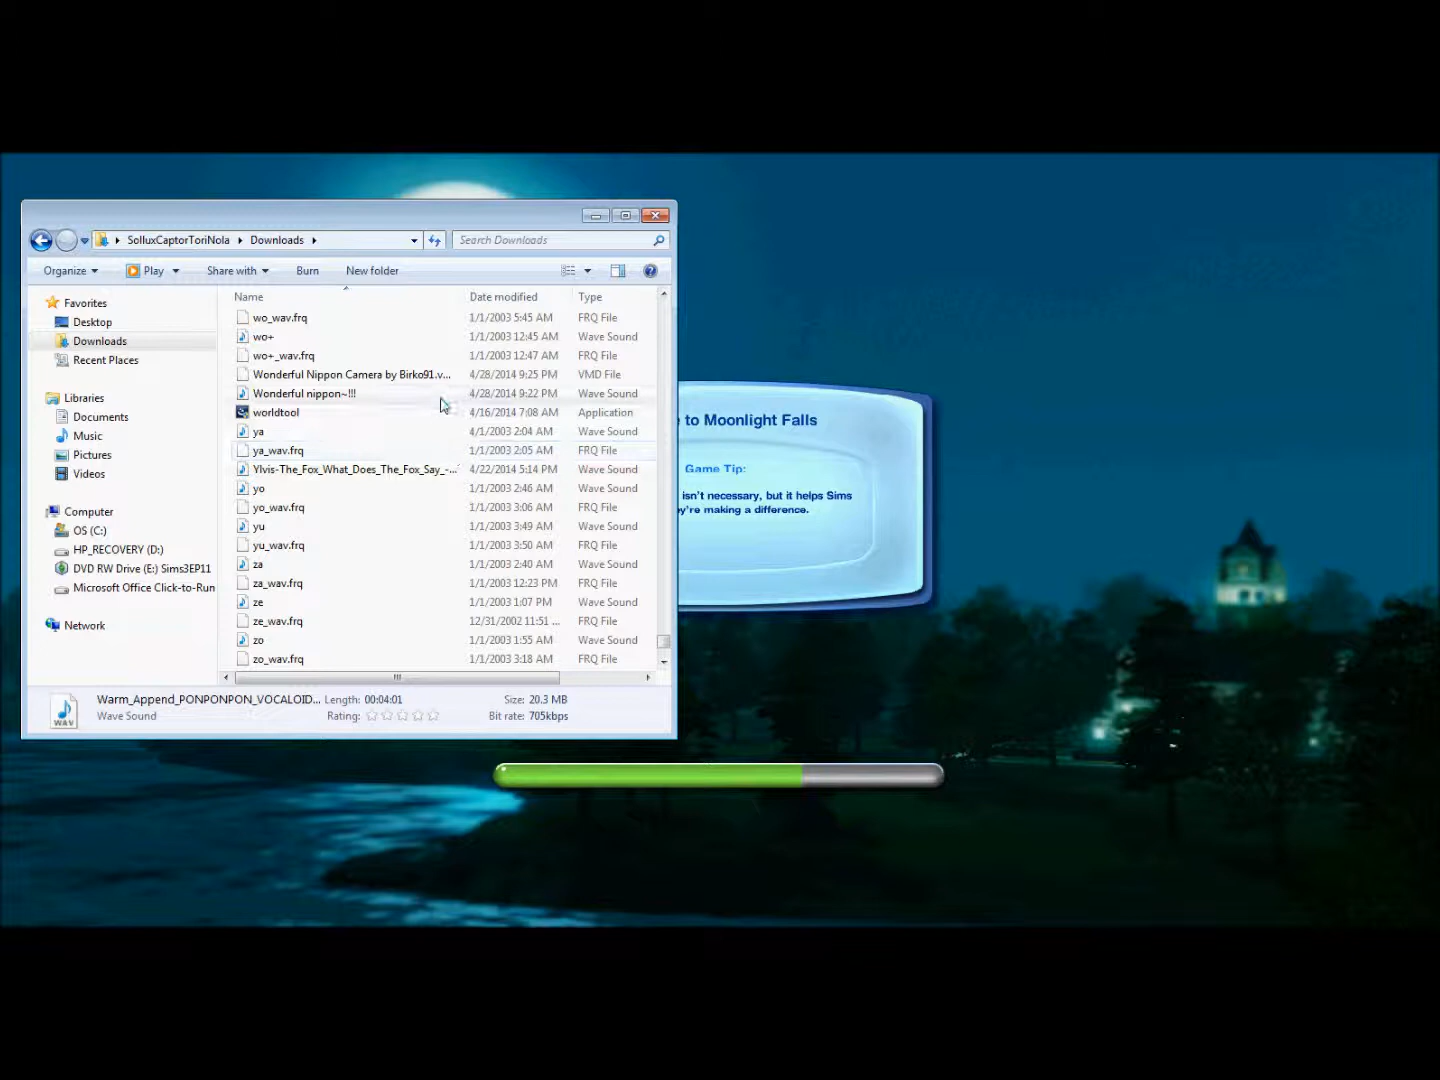 SolluxCaptorToriNola Downloads Search Downloads
Organize Play Share with Burn New folder
Favorites
Desktop
Downloads
Recent Places
Libraries
Documents
Music
Pictures
Videos
Computer
OS (C:)
HP_RECOVERY (D:)
DVD RW Drive (E:) Sims3EP11
Microsoft Office Click-to-Run
Network
Name Date modified Type
wo_wav.frq 1/1/2003 5:45 AM FRQ File
wo+ 1/1/2003 12:45 AM Wave Sound
wo+_wav.frq 1/1/2003 12:47 AM FRQ File
Wonderful Nippon Camera by Birko91.v... 4/28/2014 9:25 PM VMD File
Wonderful nippon~!!! 4/28/2014 9:22 PM Wave Sound
worldtool 4/16/2014 7:08 AM Application
ya 4/1/2003 2:04 AM Wave Sound
ya_wav.frq 1/1/2003 2:05 AM FRQ File
Ylvis-The_Fox_What_Does_The_Fox_Say_-... 4/22/2014 5:14 PM Wave Sound
yo 1/1/2003 2:46 AM Wave Sound
yo_wav.frq 1/1/2003 3:06 AM FRQ File
yu 1/1/2003 3:49 AM Wave Sound
yu_wav.frq 1/1/2003 3:50 AM FRQ File
za 1/1/2003 2:40 AM Wave Sound
za_wav.frq 1/1/2003 12:23 PM FRQ File
ze 1/1/2003 1:07 PM Wave Sound
ze_wav.frq 12/31/2002 11:51 ... FRQ File
zo 1/1/2003 1:55 AM Wave Sound
zo_wav.frq 1/1/2003 3:18 AM FRQ File
WAV
Warm_Append_PONPONPON_VOCALOID... Length: 00:04:01 Size: 20.3 MB
Wave Sound Rating: Bit rate: 705kbps
to Moonlight Falls
Game Tip:
isn't necessary, but it helps Sims
y're making a difference.